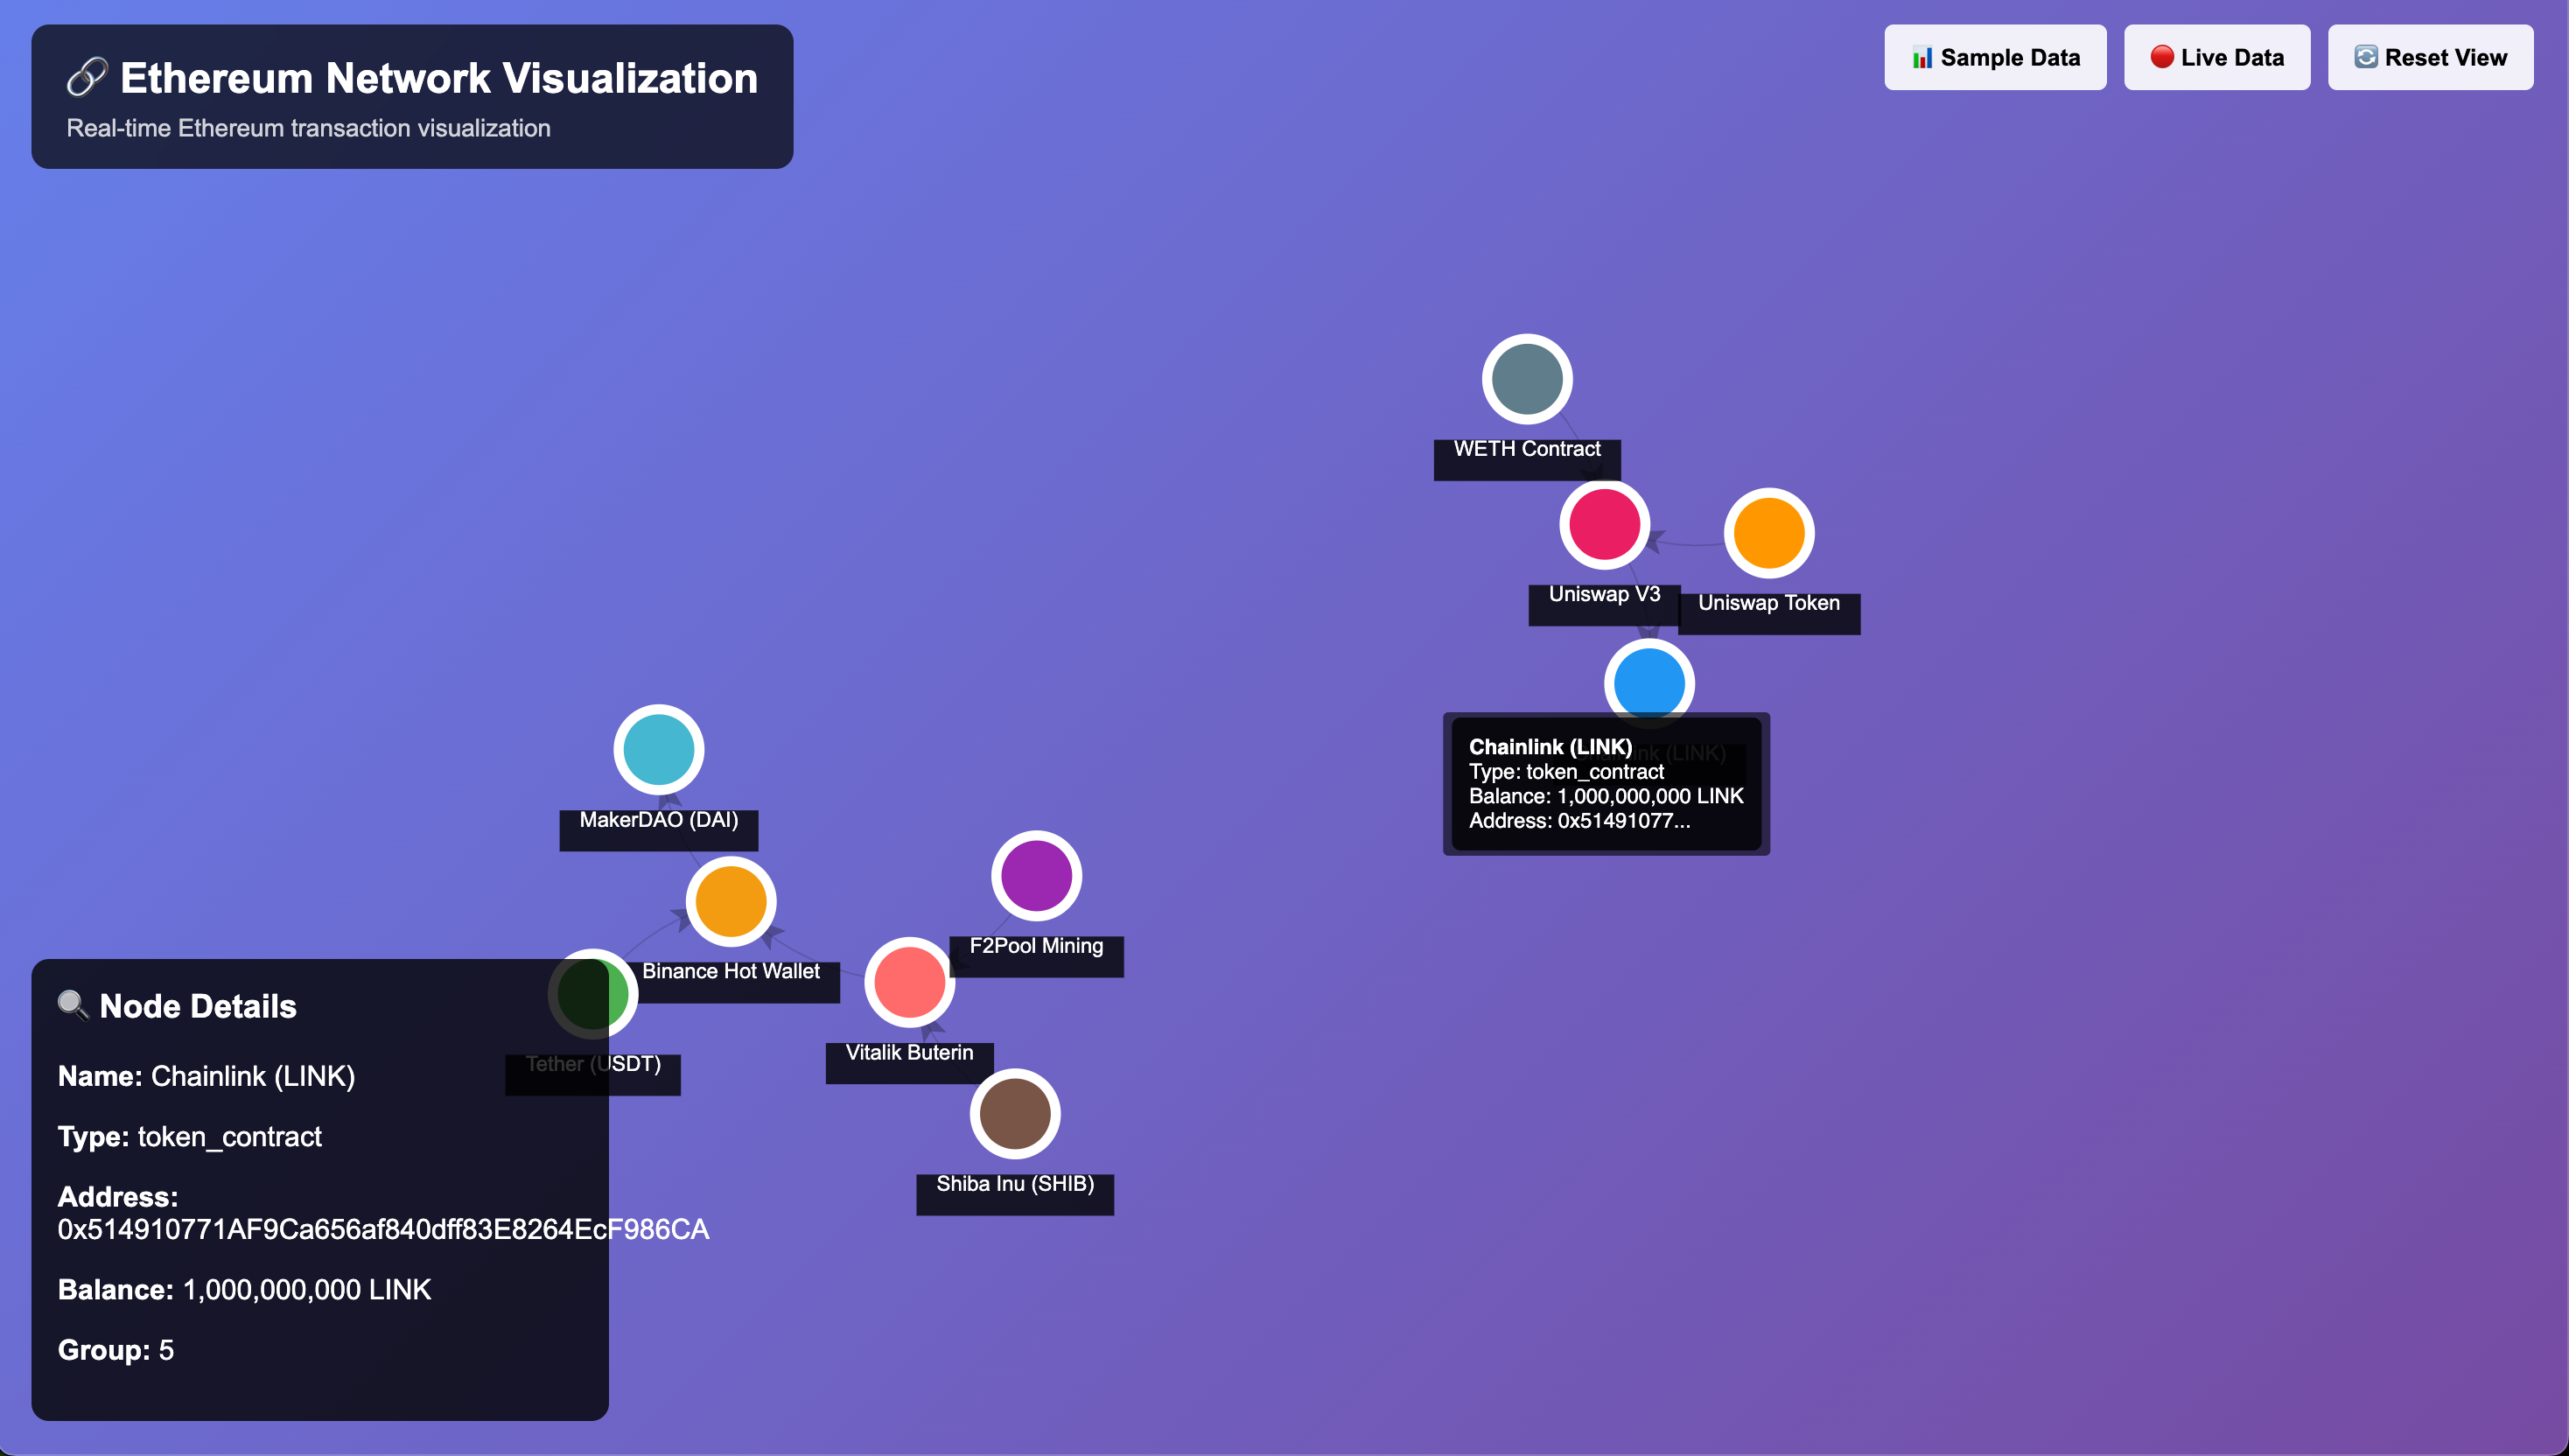 Ethereum Network Visualization
Real-time Ethereum transaction visualization
Sample Data
Live Data
Reset View
WETH Contract
Uniswap V3
Uniswap Token
Chainlink (LINK)
Chainlink (LINK)
Type: token_contract
Balance: 1,000,000,000 LINK
Address: 0x51491077...
MakerDAO (DAI)
F2Pool Mining
Binance Hot Wallet
Vitalik Buterin
Tether (USDT)
Shiba Inu (SHIB)
Node Details
Name: Chainlink (LINK)
Type: token_contract
Address:
0x514910771AF9Ca656af840dff83E8264EcF986CA
Balance: 1,000,000,000 LINK
Group: 5